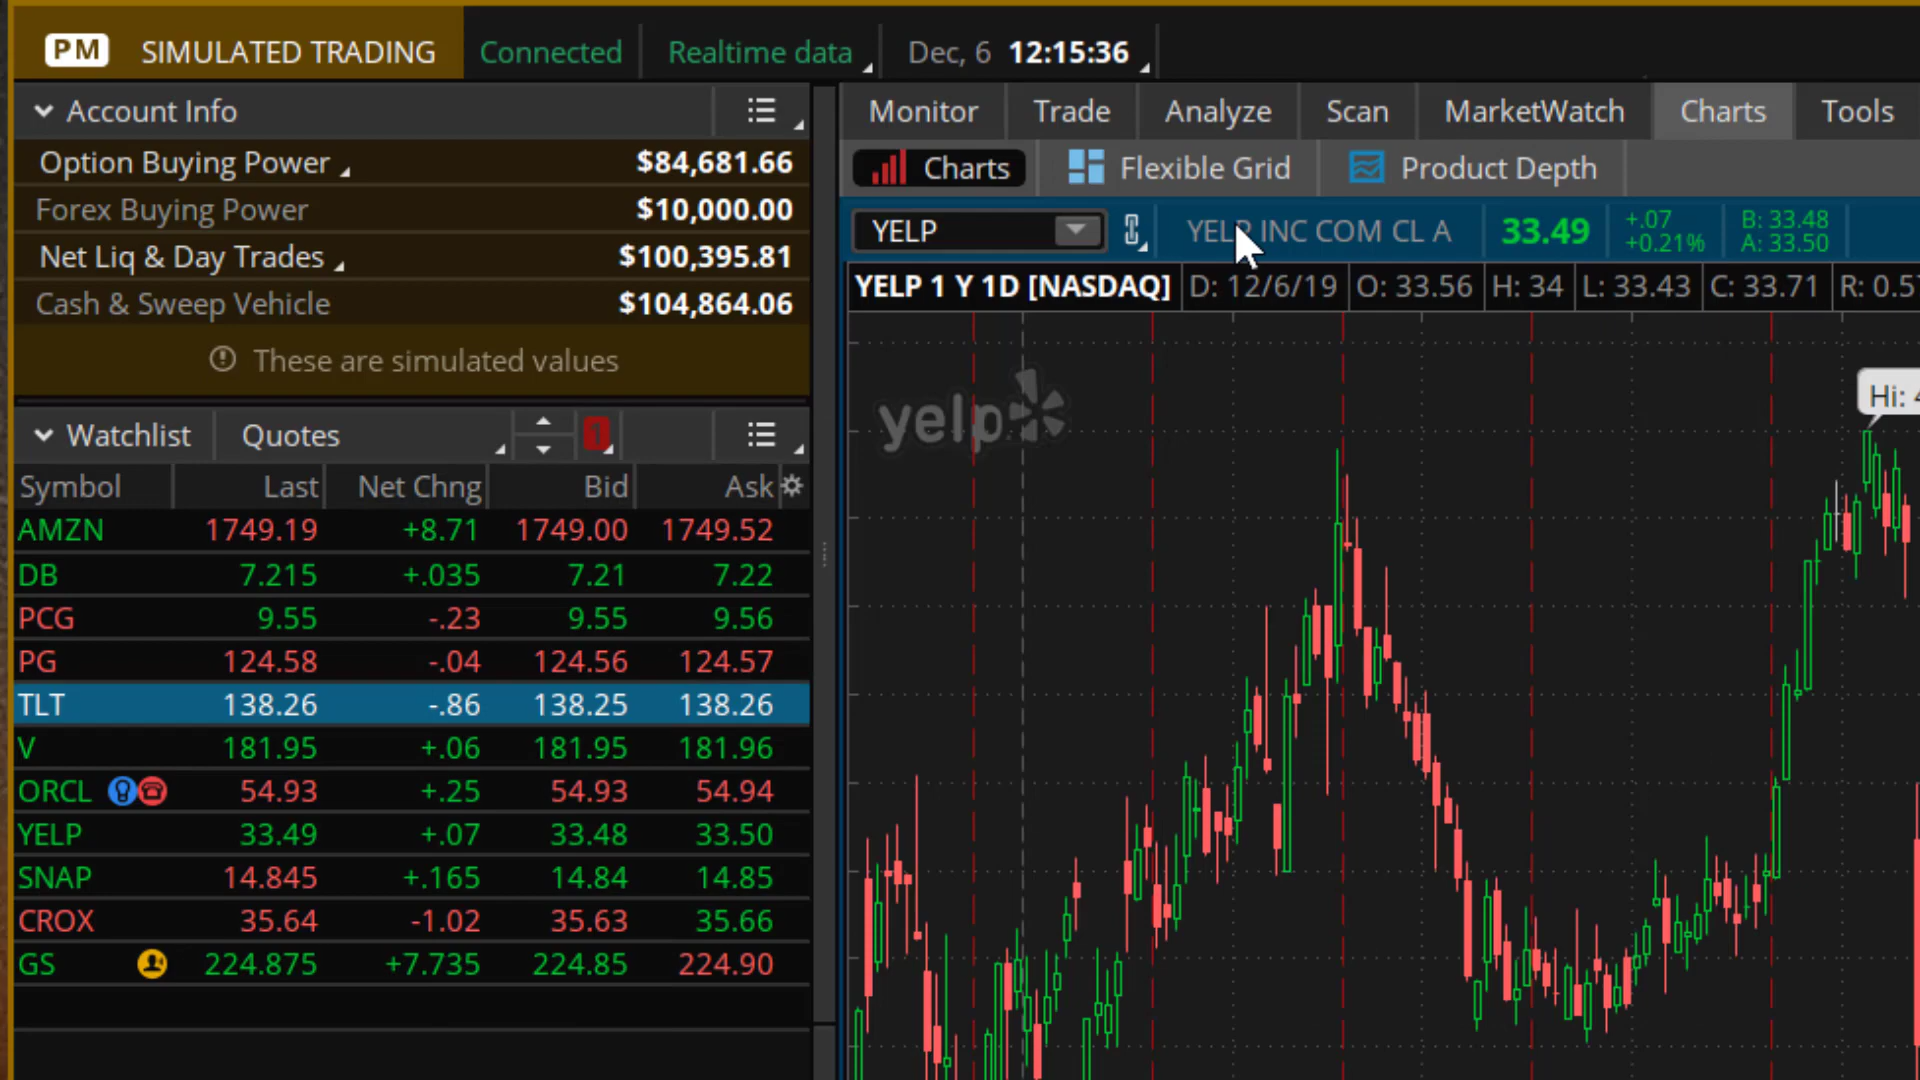 PM SIMULATED TRADING Connected Realtime data Dec, 6 12:15:36
Account Info
Option Buying Power $84,681.66
Forex Buying Power $10,000.00
Net Liq & Day Trades $100,395.81
Cash & Sweep Vehicle $104,864.06
These are simulated values
Watchlist Quotes 1
Symbol Last Net Chng Bid Ask
AMZN 1749.19 +8.71 1749.00 1749.52
DB 7.215 +.035 7.21 7.22
PCG 9.55 -.23 9.55 9.56
PG 124.58 -.04 124.56 124.57
TLT 138.26 -.86 138.25 138.26
V 181.95 +.06 181.95 181.96
ORCL 54.93 +.25 54.93 54.94
YELP 33.49 +.07 33.48 33.50
SNAP 14.845 +.165 14.84 14.85
CROX 35.64 -1.02 35.63 35.66
GS 224.875 +7.735 224.85 224.90
Monitor Trade Analyze Scan MarketWatch Charts Tools
Charts Flexible Grid Product Depth
YELP YELP INC COM CL A 33.49
+.07
+0.21%
B: 33.48
A: 33.50
YELP 1 Y 1D [NASDAQ] D: 12/6/19 O: 33.56 H: 34 L: 33.43 C: 33.71 R: 0.5
yelp
Hi: